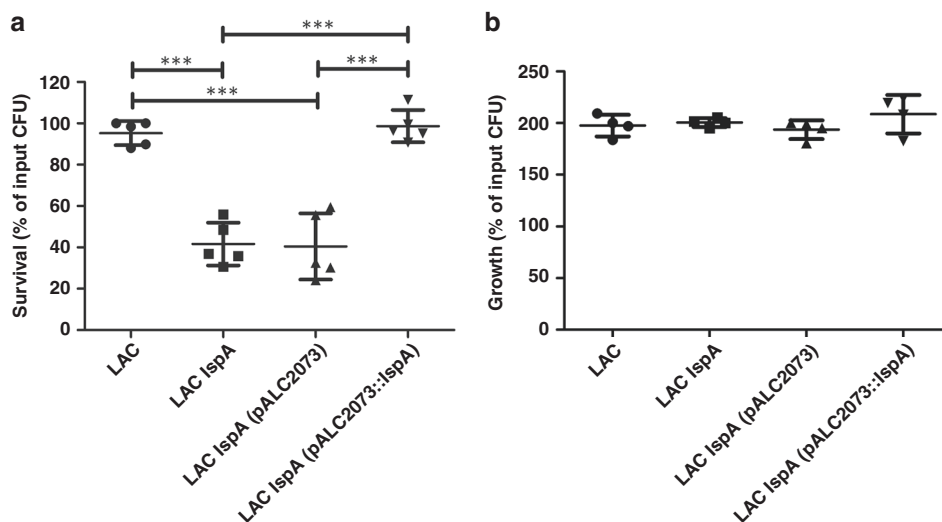 a
***
***
***
***
Survival (% of input CFU)
120
100
80
60
40
20
0
LAC
LAC lspA
LAC lspA (pALC2073)
LAC lspA (pALC2073::lspA)
b
Growth (% of input CFU)
250
200
150
100
50
0
LAC
LAC lspA
LAC lspA (pALC2073)
LAC lspA (pALC2073::lspA)